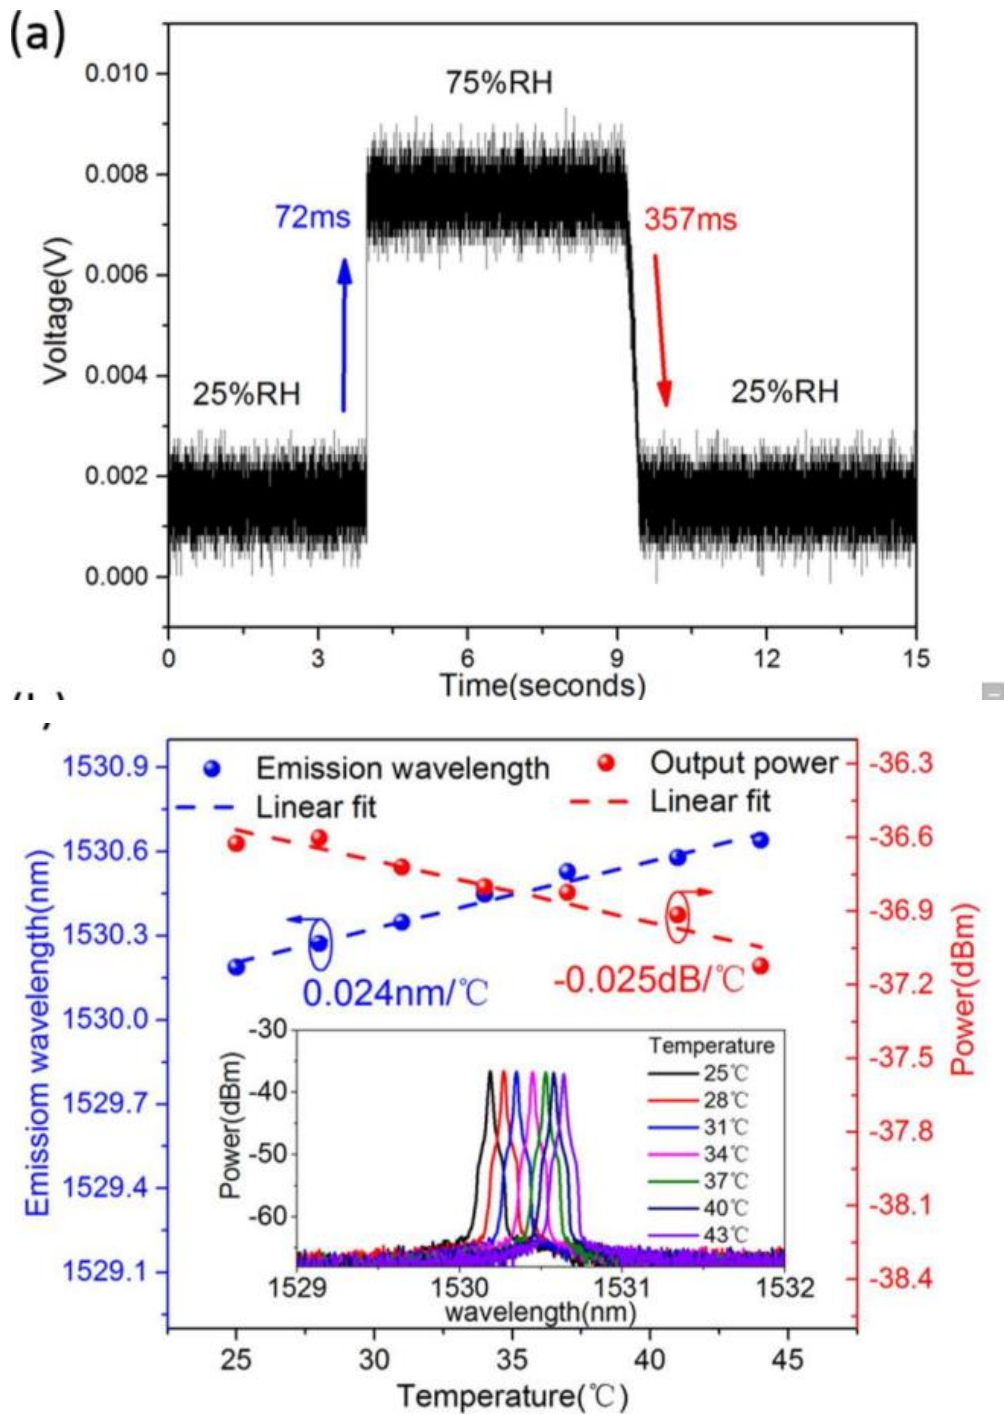 (a)
0.010
75%RH
0.008
72ms
357ms
0.006
Voltage(V)
0.004
25%RH
25%RH
0.002
0.000
0 3 6 9 12 15
Time(seconds)
1530.9 Emission wavelength Output power -36.3
Linear fit Linear fit
1530.6 -36.6
1530.3 -36.9
0.024nm/℃ -0.025dB/℃
1530.0 -37.2
1529.7 -37.5
1529.4 -37.8
1529.1 -38.1
-38.4
Emissiom wavelength(nm)
Power(dBm)
-30
-40
-50
-60
Power(dBm)
Temperature
25℃
28℃
31℃
34℃
37℃
40℃
43℃
1529 1530 1531 1532
wavelength(nm)
25 30 35 40 45
Temperature(℃)